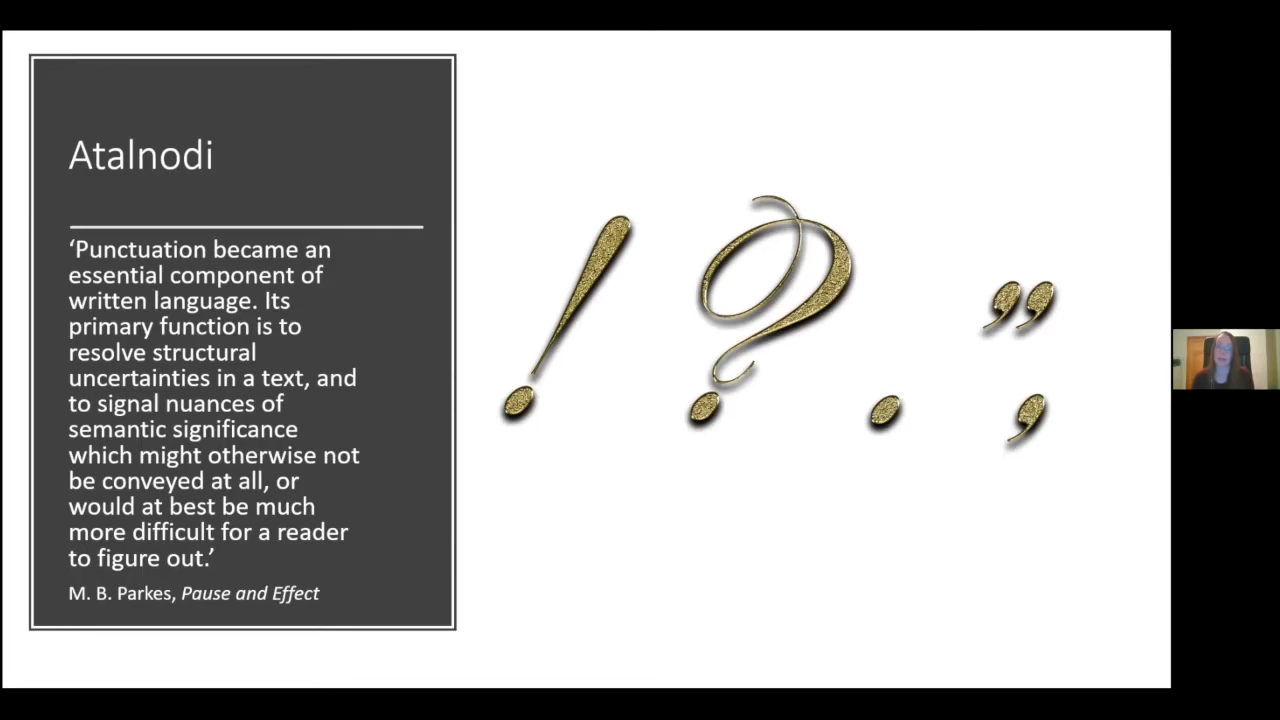 Atalnodi
‘Punctuation became an
essential component of
written language. Its
primary function is to
resolve structural
uncertainties in a text, and
to signal nuances of
semantic significance
which might otherwise not
be conveyed at all, or
would at best be much
more difficult for a reader
to figure out.’
M. B. Parkes, Pause and Effect
! ? . ”
,